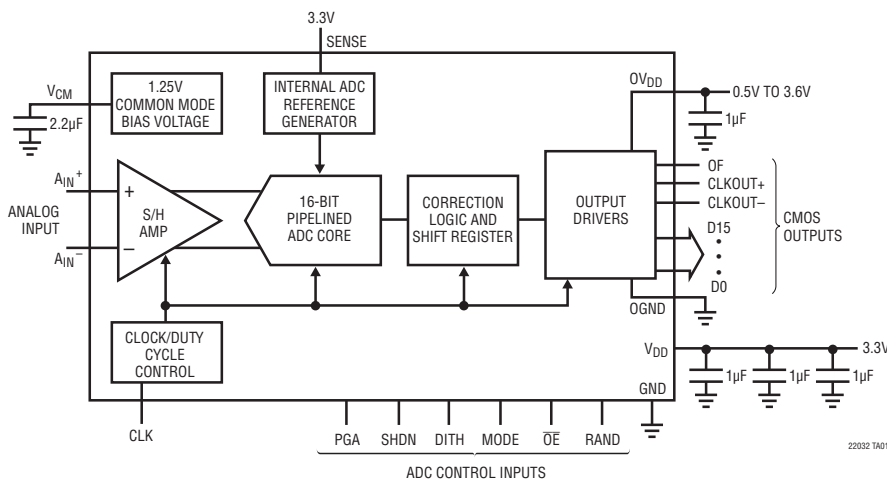 3.3V
SENSE
VCM
2.2µF
1.25V
COMMON MODE
BIAS VOLTAGE
INTERNAL ADC
REFERENCE
GENERATOR
OVDD
0.5V TO 3.6V
1µF
AIN+
ANALOG
INPUT
AIN–
+
–
S/H
AMP
16-BIT
PIPELINED
ADC CORE
CORRECTION
LOGIC AND
SHIFT REGISTER
OUTPUT
DRIVERS
OF
CLKOUT+
CLKOUT–
D15
•
•
•
D0
CMOS
OUTPUTS
OGND
CLOCK/DUTY
CYCLE
CONTROL
VDD
3.3V
1µF
1µF
1µF
GND
CLK
PGA
SHDN
DITH
MODE
O̅E̅
RAND
ADC CONTROL INPUTS
22032 TA01